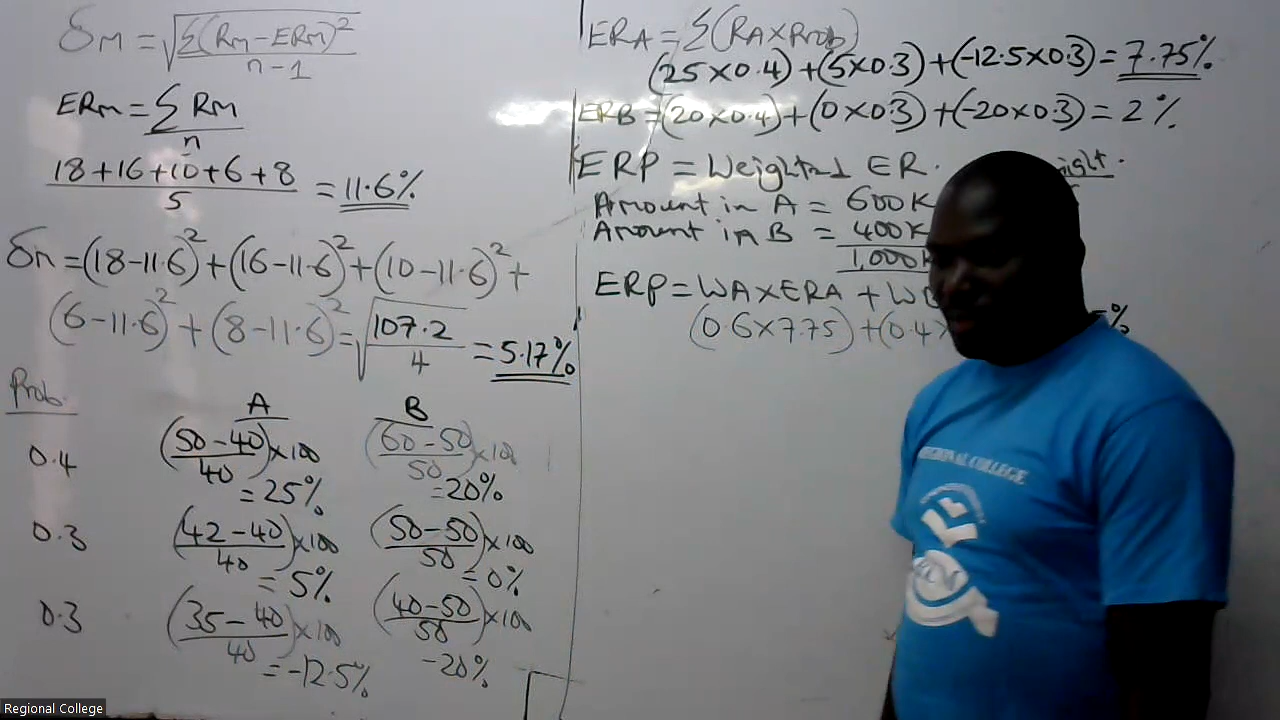 δM = √Σ(RM-ERM)²
n-1
ERM = Σ RM
n
18+16+10+6+8 = 11.6%
5
δn = (18-11.6)² + (16-11.6)² + (10-11.6)² +
(6-11.6)² + (8-11.6)² = √107.2 = 5.17%
4
Prob.
A B
0.4 (50-40)×100 (60-50)×100
40 50
= 25% = 20%
0.3 (42-40)×100 (50-50)×100
40 50
= 5% = 0%
0.3 (35-40)×100 (40-50)×100
40 50
= -12.5% -20%
ERA = Σ(RA×Prob)
(25×0.4)+(5×0.3)+(-12.5×0.3) = 7.75%
ERB = (20×0.4)+(0×0.3)+(-20×0.3) = 2%
ERP = Weighted ER.
Amount in A = 600K
Amount in B = 400K
1,000K
ERP = WA×ERA + W
(0.6×7.75)+(0.4× %
REGIONAL COLLEGE
Regional College